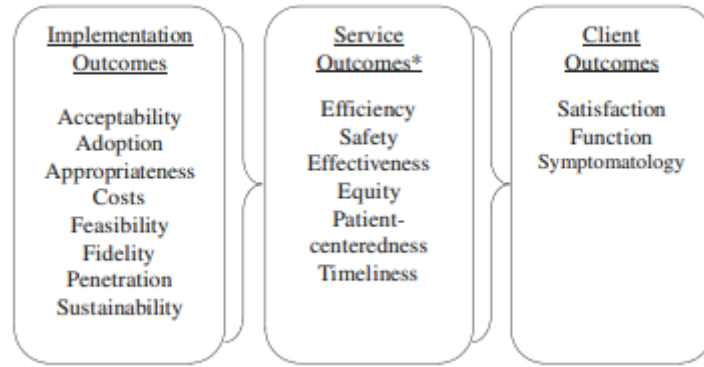 Implementation
Outcomes
Acceptability
Adoption
Appropriateness
Costs
Feasibility
Fidelity
Penetration
Sustainability
Service
Outcomes*
Efficiency
Safety
Effectiveness
Equity
Patient-
centeredness
Timeliness
Client
Outcomes
Satisfaction
Function
Symptomatology